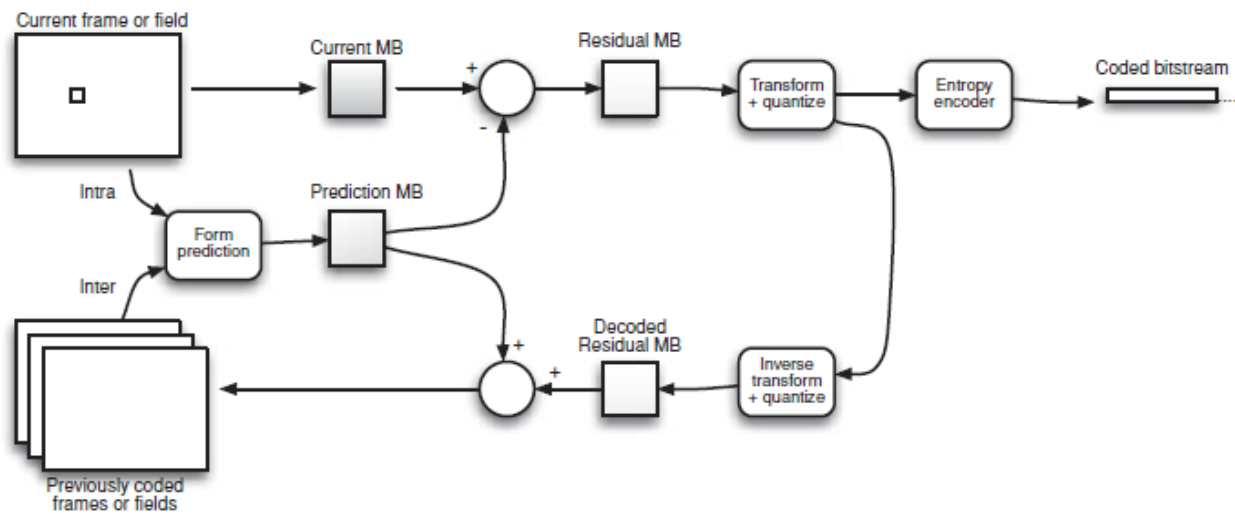 Current frame or field
Current MB
Residual MB
+
-
Transform
+ quantize
Entropy
encoder
Coded bitstream
Intra
Prediction MB
Form
prediction
Inter
Decoded
Residual MB
+
+
Inverse
transform
+ quantize
Previously coded
frames or fields